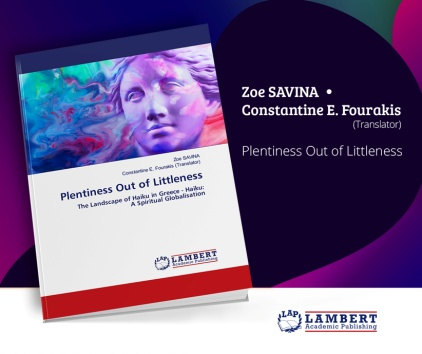 Zoe SAVINA •
Constantine E. Fourakis
(Translator)
Plentiness Out of Littleness
Zoe SAVINA
Constantine E. Fourakis (Translator)
Plentiness Out of Littleness
The Landscape of Haiku in Greece - Haiku:
A Spiritual Globalisation
LAP
LAMBERT
Academic Publishing
LAP
LAMBERT
Academic Publishing